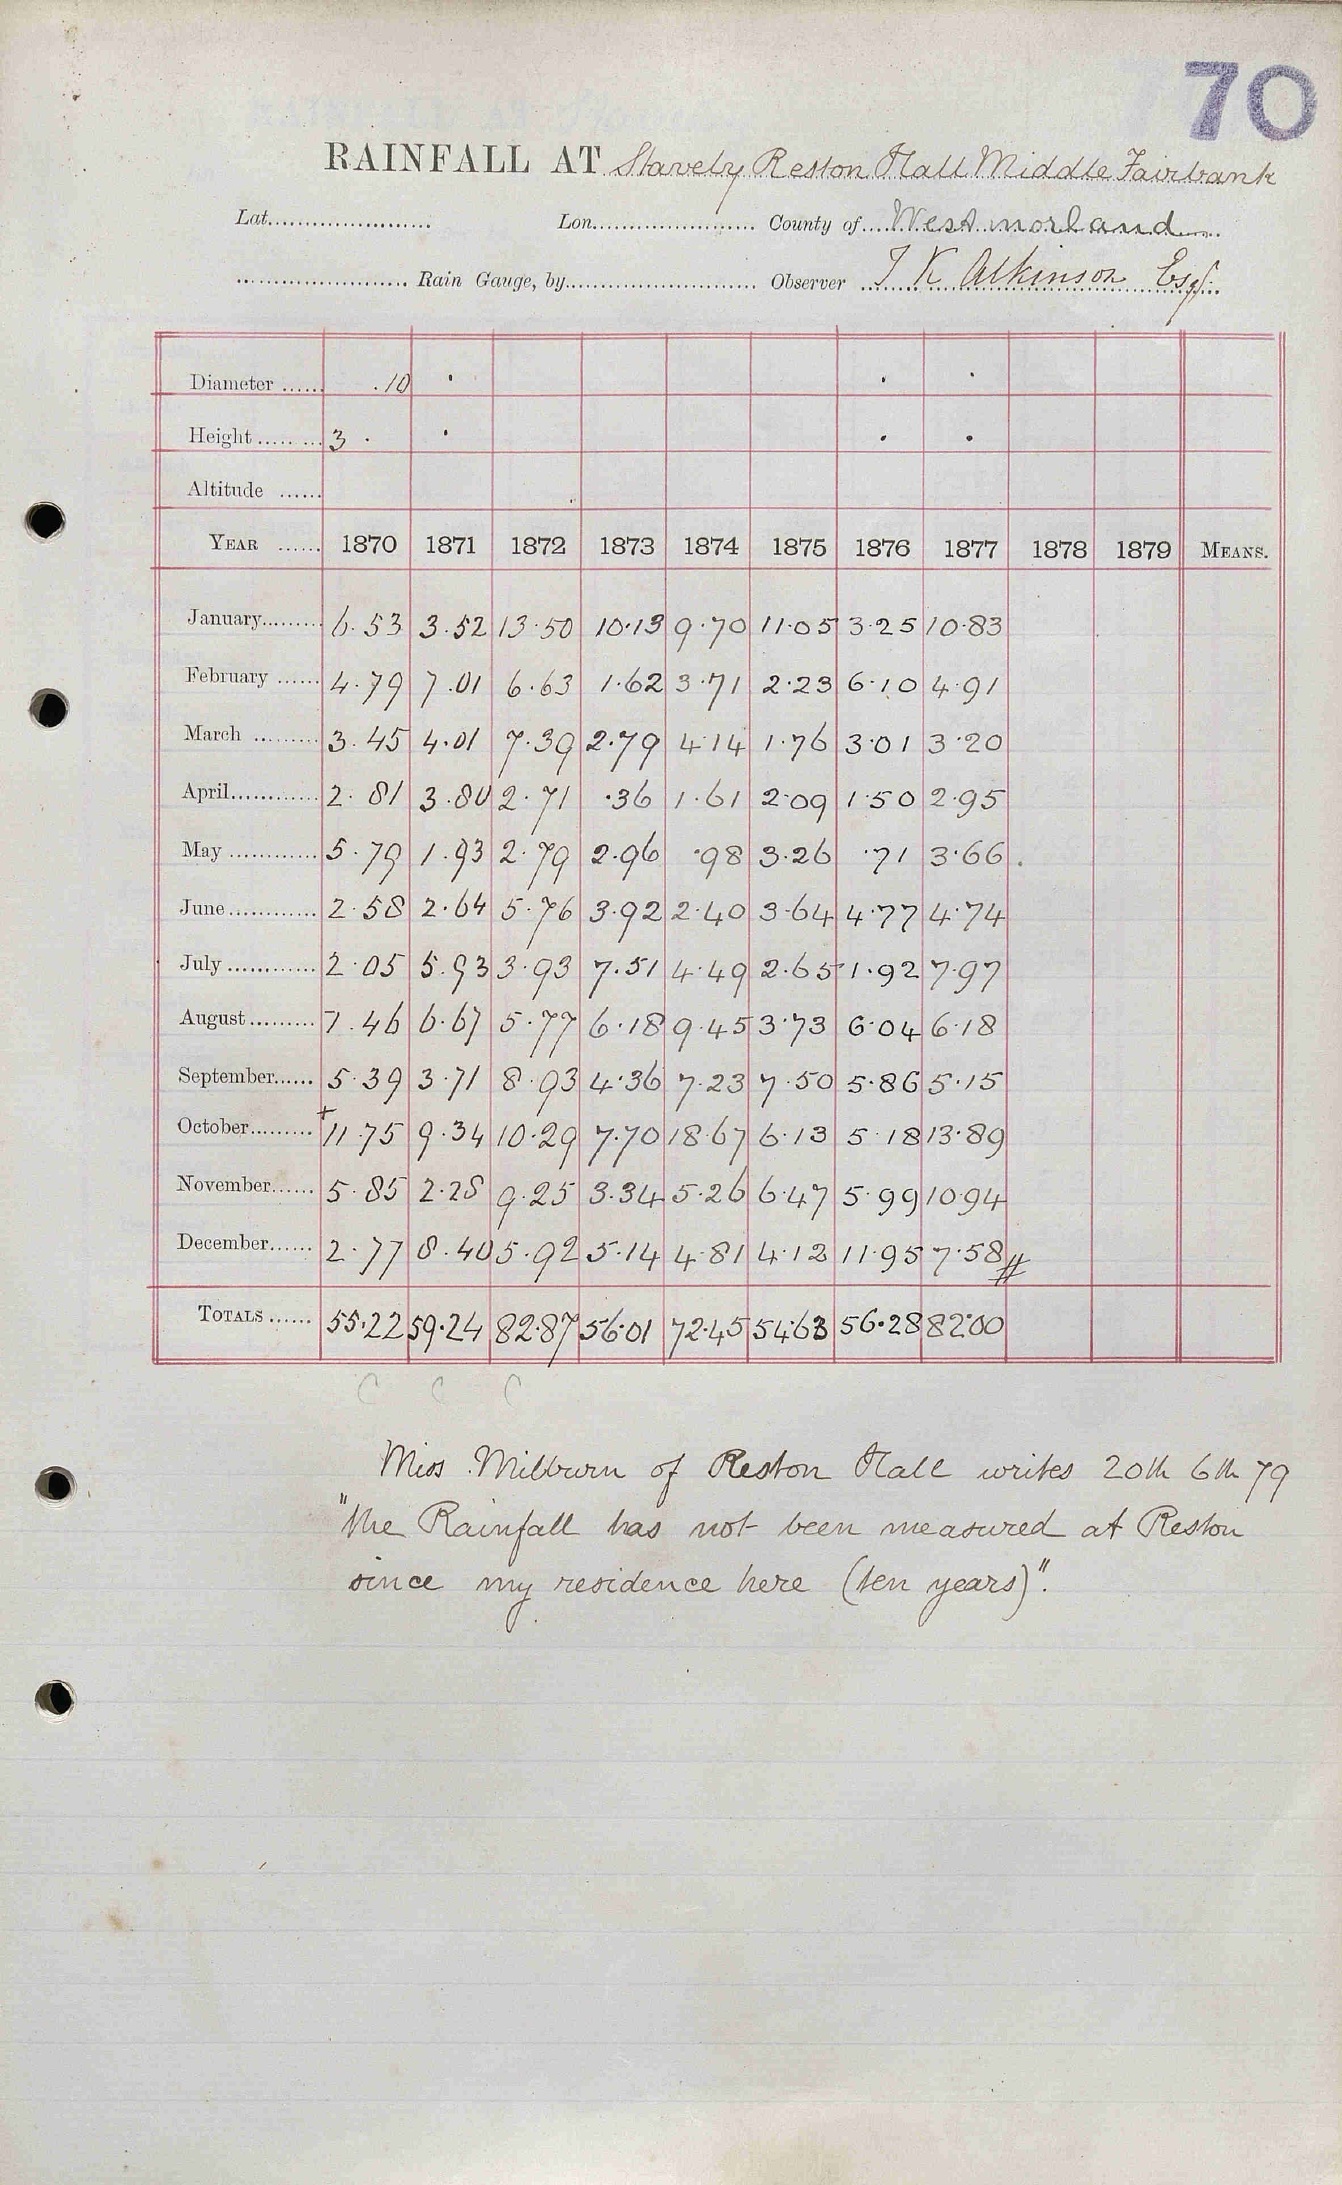 70
RAINFALL AT Stavely Reston Hall Middle Fairbank
Lat. Lon. County of Westmorland
Rain Gauge, by Observer J K Atkinson Esq.
Diameter .10
Height 3
Altitude
YEAR 1870 1871 1872 1873 1874 1875 1876 1877 1878 1879 MEANS.
January 6.53 3.52 13.50 10.13 9.70 11.05 3.25 10.83
February 4.79 7.01 6.63 1.62 3.71 2.23 6.10 4.91
March 3.45 4.01 7.39 2.79 4.14 1.76 3.01 3.20
April 2.81 3.80 2.71 .36 1.61 2.09 1.50 2.95
May 5.79 1.93 2.79 2.96 .98 3.26 .71 3.66
June 2.58 2.64 5.76 3.92 2.40 3.64 4.77 4.74
July 2.05 5.93 3.93 7.51 4.49 2.65 1.92 7.97
August 7.46 6.67 5.77 6.18 9.45 3.73 6.04 6.18
September 5.39 3.71 8.93 4.36 7.23 7.50 5.86 5.15
October +11.75 9.34 10.29 7.70 18.67 6.13 5.18 13.89
November 5.85 2.28 9.25 3.34 5.26 6.47 5.99 10.94
December 2.77 8.40 5.92 5.14 4.81 4.12 11.95 7.58 #
TOTALS 55.22 59.24 82.87 56.01 72.45 54.63 56.28 82.00
C C C
Miss Milburn of Reston Hall writes 20th 6th 79
"the Rainfall has not been measured at Reston
since my residence here (ten years)".